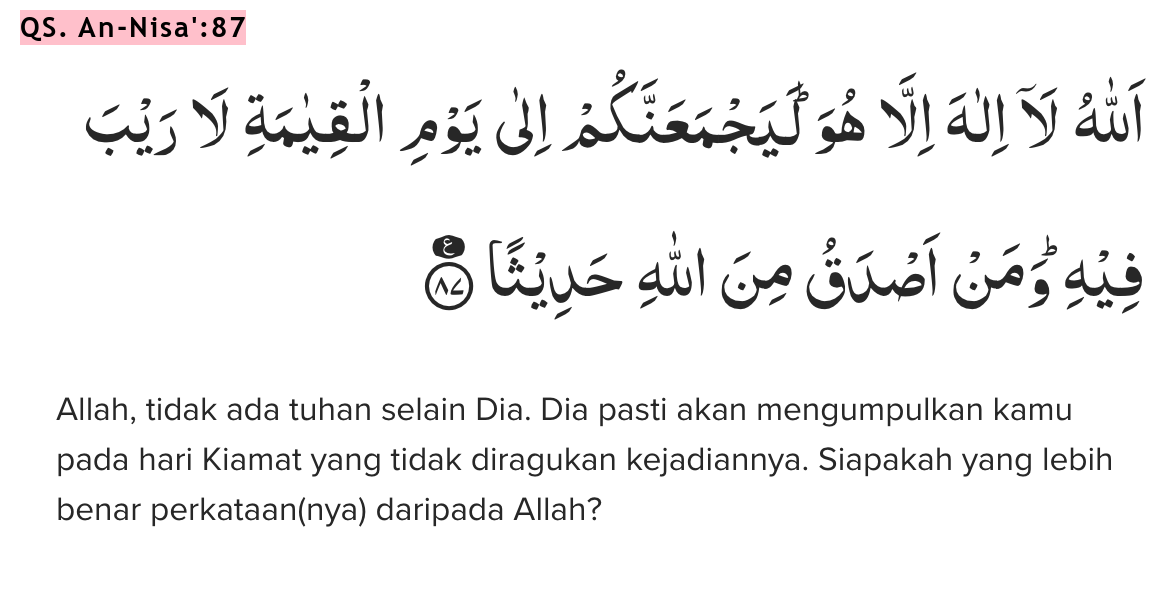 QS. An-Nisa':87
اَللّٰهُ لَآ اِلٰهَ اِلَّا هُوَۗ لَيَجْمَعَنَّكُمْ اِلٰى يَوْمِ الْقِيٰمَةِ لَا رَيْبَ
فِيْهِۗ وَمَنْ اَصْدَقُ مِنَ اللّٰهِ حَدِيْثًا ࣖ ٨٧
Allah, tidak ada tuhan selain Dia. Dia pasti akan mengumpulkan kamu
pada hari Kiamat yang tidak diragukan kejadiannya. Siapakah yang lebih
benar perkataan(nya) daripada Allah?